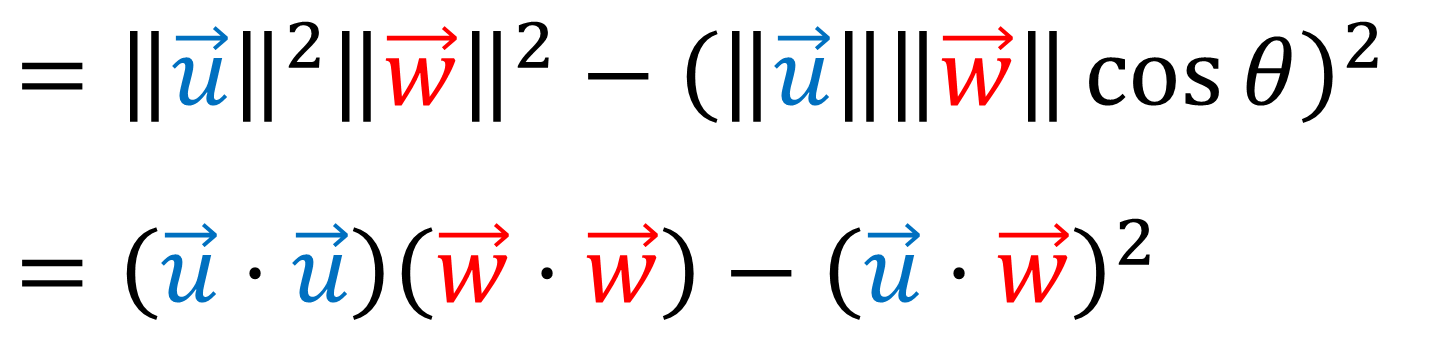 = ‖u⃗‖²‖w⃗‖² − (‖u⃗‖‖w⃗‖ cos θ)²
= (u⃗ · u⃗)(w⃗ · w⃗) − (u⃗ · w⃗)²